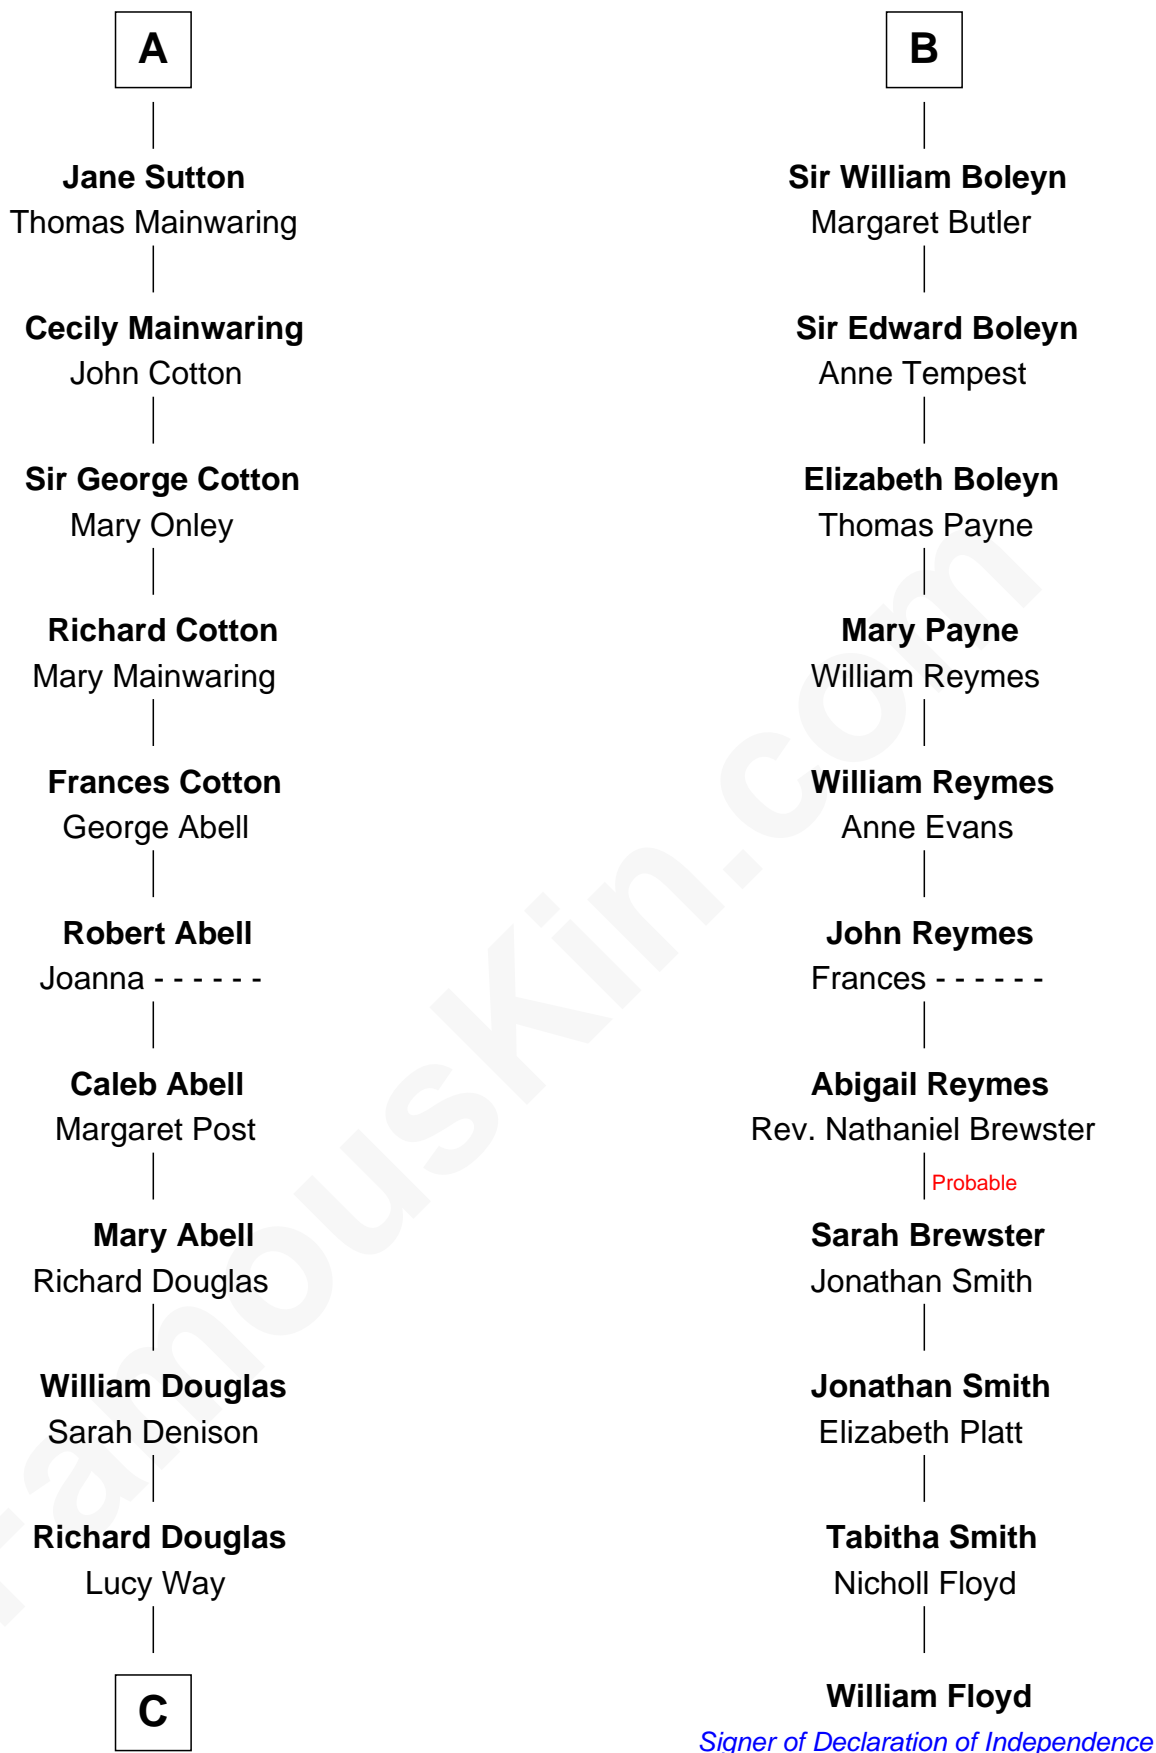 A
Jane Sutton
Thomas Mainwaring
Cecily Mainwaring
John Cotton
Sir George Cotton
Mary Onley
Richard Cotton
Mary Mainwaring
Frances Cotton
George Abell
Robert Abell
Joanna - - - - - -
Caleb Abell
Margaret Post
Mary Abell
Richard Douglas
William Douglas
Sarah Denison
Richard Douglas
Lucy Way
C
B
Sir William Boleyn
Margaret Butler
Sir Edward Boleyn
Anne Tempest
Elizabeth Boleyn
Thomas Payne
Mary Payne
William Reymes
William Reymes
Anne Evans
John Reymes
Frances - - - - - -
Abigail Reymes
Rev. Nathaniel Brewster
Probable
Sarah Brewster
Jonathan Smith
Jonathan Smith
Elizabeth Platt
Tabitha Smith
Nicholl Floyd
William Floyd
Signer of Declaration of Independence
FamousKin.com